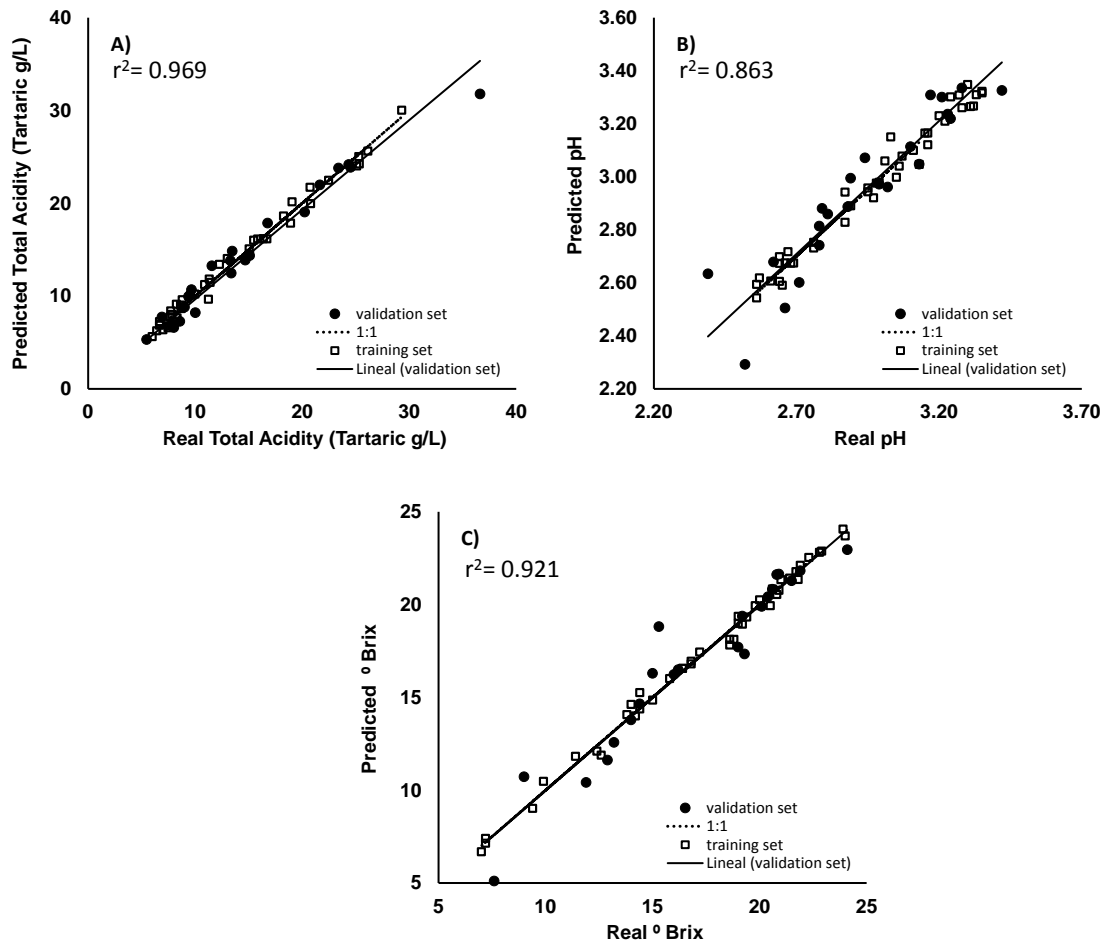 A)
r²= 0.969
Predicted Total Acidity (Tartaric g/L)
40
30
20
10
0
0 10 20 30 40
Real Total Acidity (Tartaric g/L)
validation set
1:1
training set
Lineal (validation set)
B)
r²= 0.863
Predicted pH
3.60
3.40
3.20
3.00
2.80
2.60
2.40
2.20
2.20 2.70 3.20 3.70
Real pH
validation set
1:1
training set
Lineal (validation set)
C)
r²= 0.921
Predicted º Brix
25
20
15
10
5
5 10 15 20 25
Real º Brix
validation set
1:1
training set
Lineal (validation set)